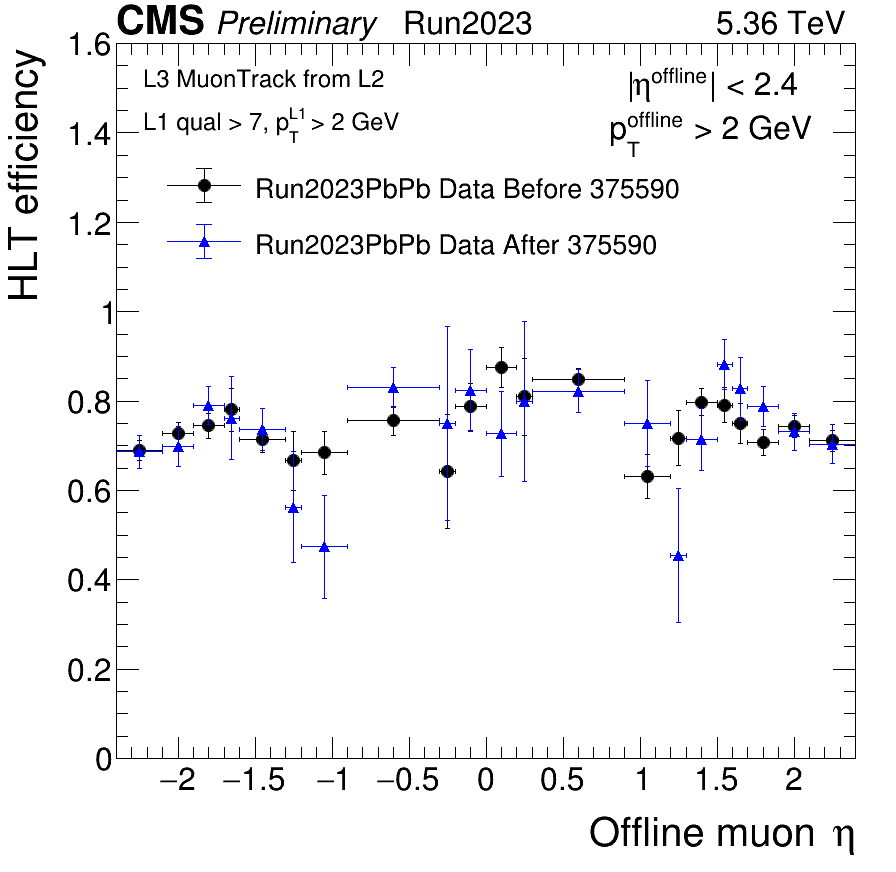 CMS Preliminary Run2023 5.36 TeV
L3 MuonTrack from L2
|η^offline| < 2.4
L1 qual > 7, p_T^L1 > 2 GeV
p_T^offline > 2 GeV
Run2023PbPb Data Before 375590
Run2023PbPb Data After 375590
HLT efficiency
1.6
1.4
1.2
1
0.8
0.6
0.4
0.2
0
−2 −1.5 −1 −0.5 0 0.5 1 1.5 2
Offline muon η